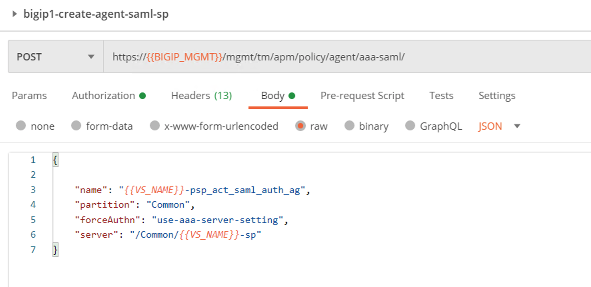 bigip1-create-agent-saml-sp
POST https://{{BIGIP_MGMT}}/mgmt/tm/apm/policy/agent/aaa-saml/
Params Authorization Headers (13) Body Pre-request Script Tests Settings
none form-data x-www-form-urlencoded raw binary GraphQL JSON
1 {
2
3 "name": "{{VS_NAME}}-psp_act_saml_auth_ag",
4 "partition": "Common",
5 "forceAuthn": "use-aaa-server-setting",
6 "server": "/Common/{{VS_NAME}}-sp"
7 }